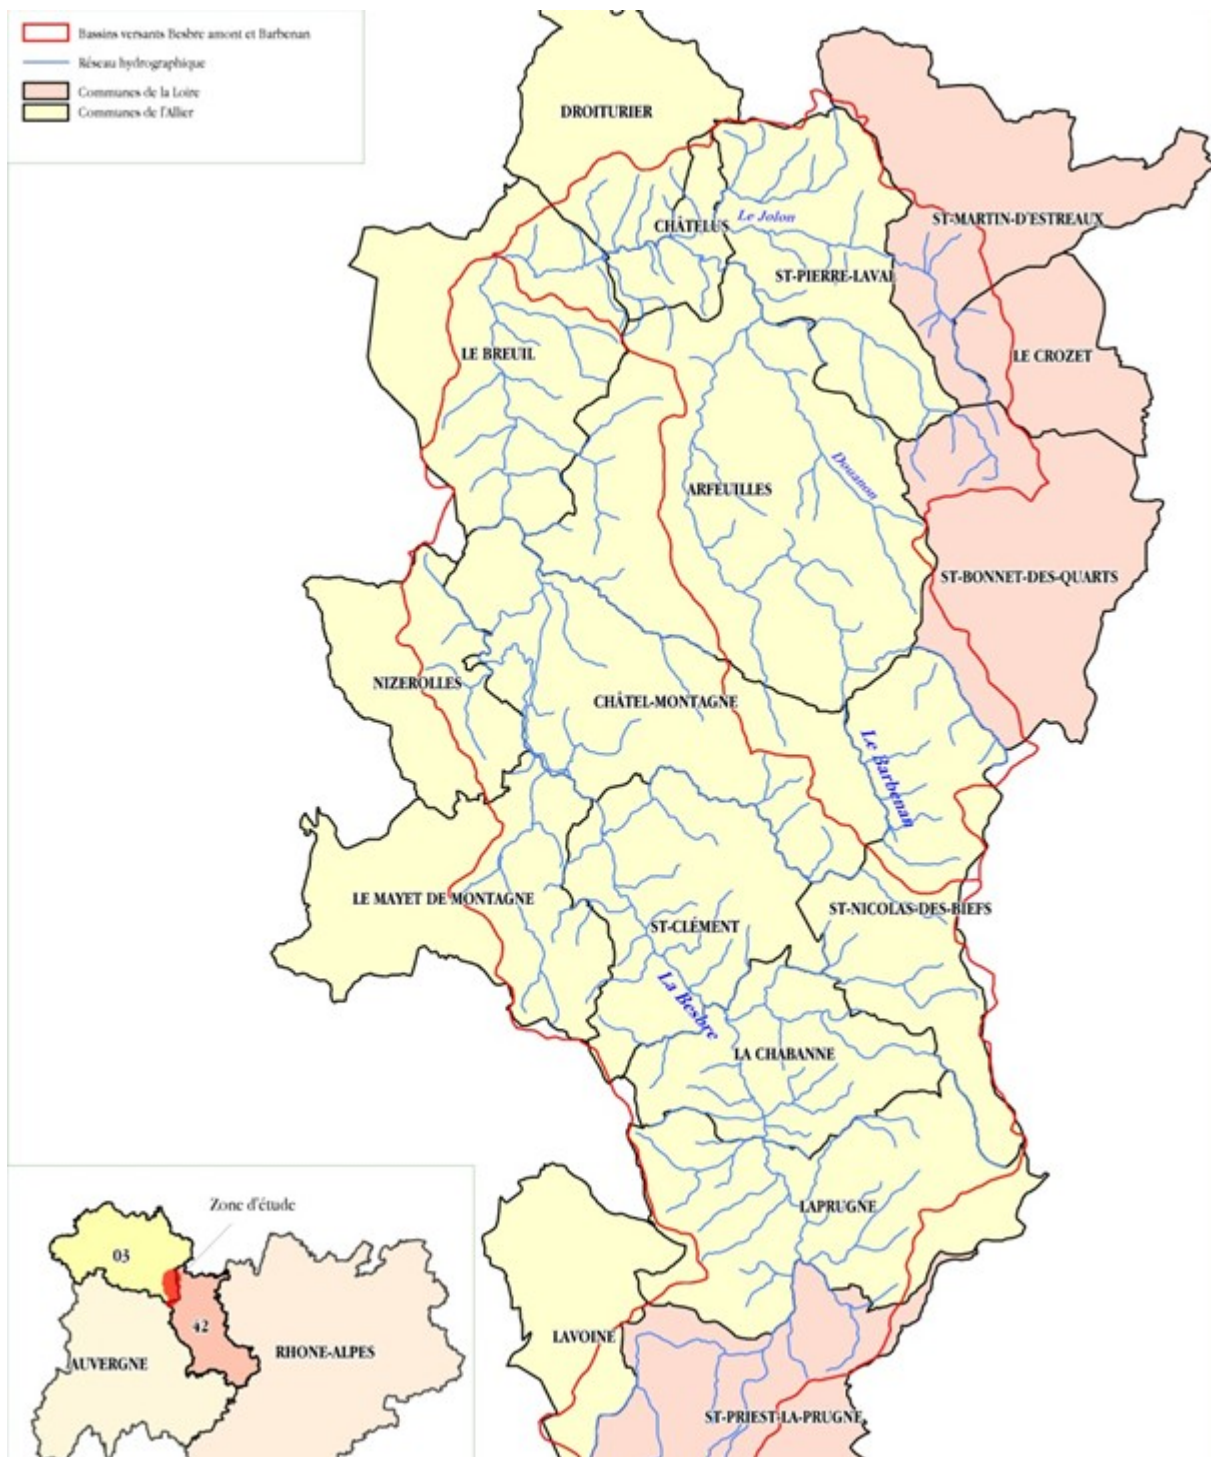 Bassins versants Besbre amont et Barbenan
Réseau hydrographique
Communes de la Loire
Communes de l'Allier
DROITURIER
ST-MARTIN-D'ESTREAUX
CHÂTELUS
Le Jolon
ST-PIERRE-LAVAL
LE BREUIL
LE CROZET
Douanon
ARFEUILLES
ST-BONNET-DES-QUARTS
NIZEROLLES
CHÂTEL-MONTAGNE
Le Barbenan
LE MAYET DE MONTAGNE
ST-NICOLAS-DES-BIEFS
ST-CLÉMENT
La Besbre
LA CHABANNE
LAPRUGNE
LAVOINE
ST-PRIEST-LA-PRUGNE
Zone d'étude
03
42
RHONE-ALPES
AUVERGNE